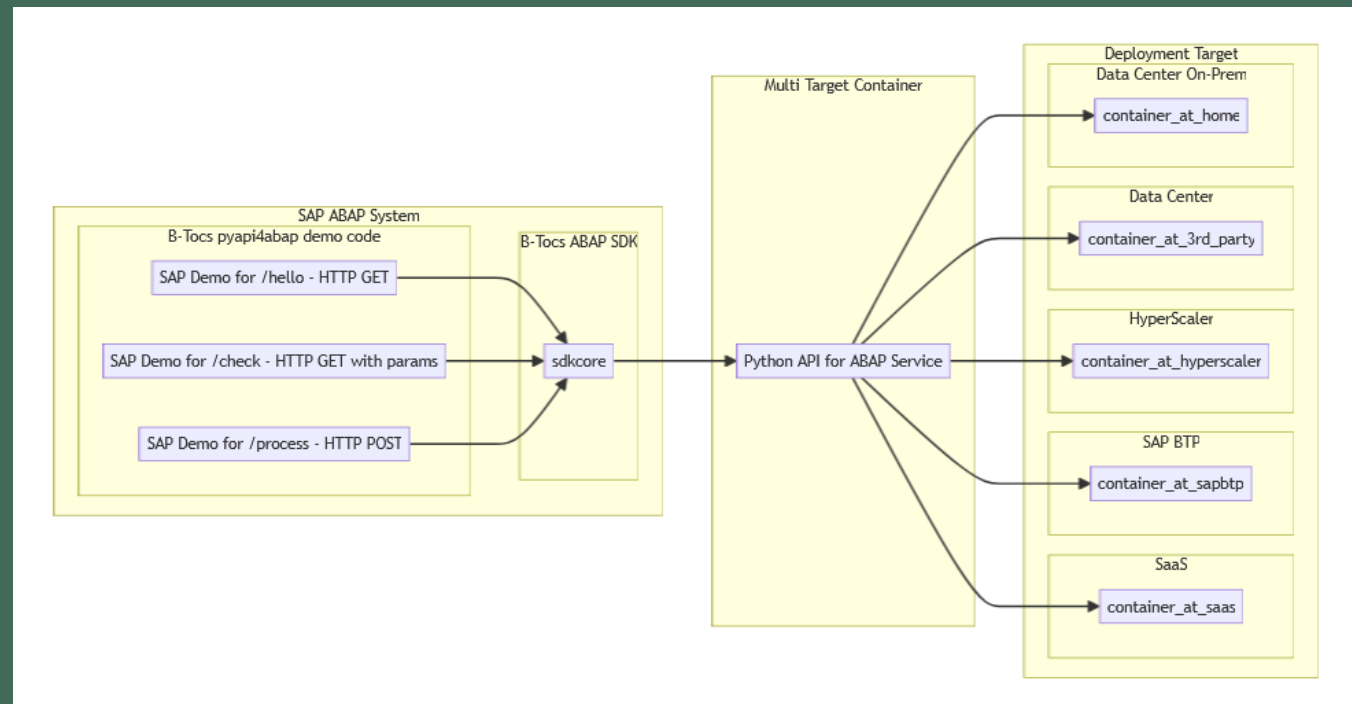 SAP ABAP System
B-Tocs pyapi4abap demo code
SAP Demo for /hello - HTTP GET
SAP Demo for /check - HTTP GET with params
SAP Demo for /process - HTTP POST
B-Tocs ABAP SDK
sdkcore
Multi Target Container
Python API for ABAP Service
Deployment Target
Data Center On-Prem
container_at_home
Data Center
container_at_3rd_party
HyperScaler
container_at_hyperscaler
SAP BTP
container_at_sapbtp
SaaS
container_at_saas